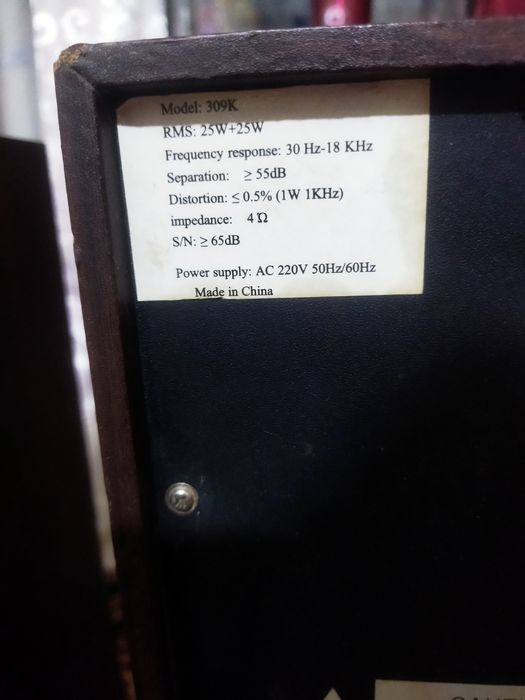 Model: 309K
RMS: 25W+25W
Frequency response: 30 Hz-18 KHz
Separation: ≥ 55dB
Distortion: ≤ 0.5% (1W 1KHz)
impedance: 4 Ω
S/N: ≥ 65dB
Power supply: AC 220V 50Hz/60Hz
Made in China